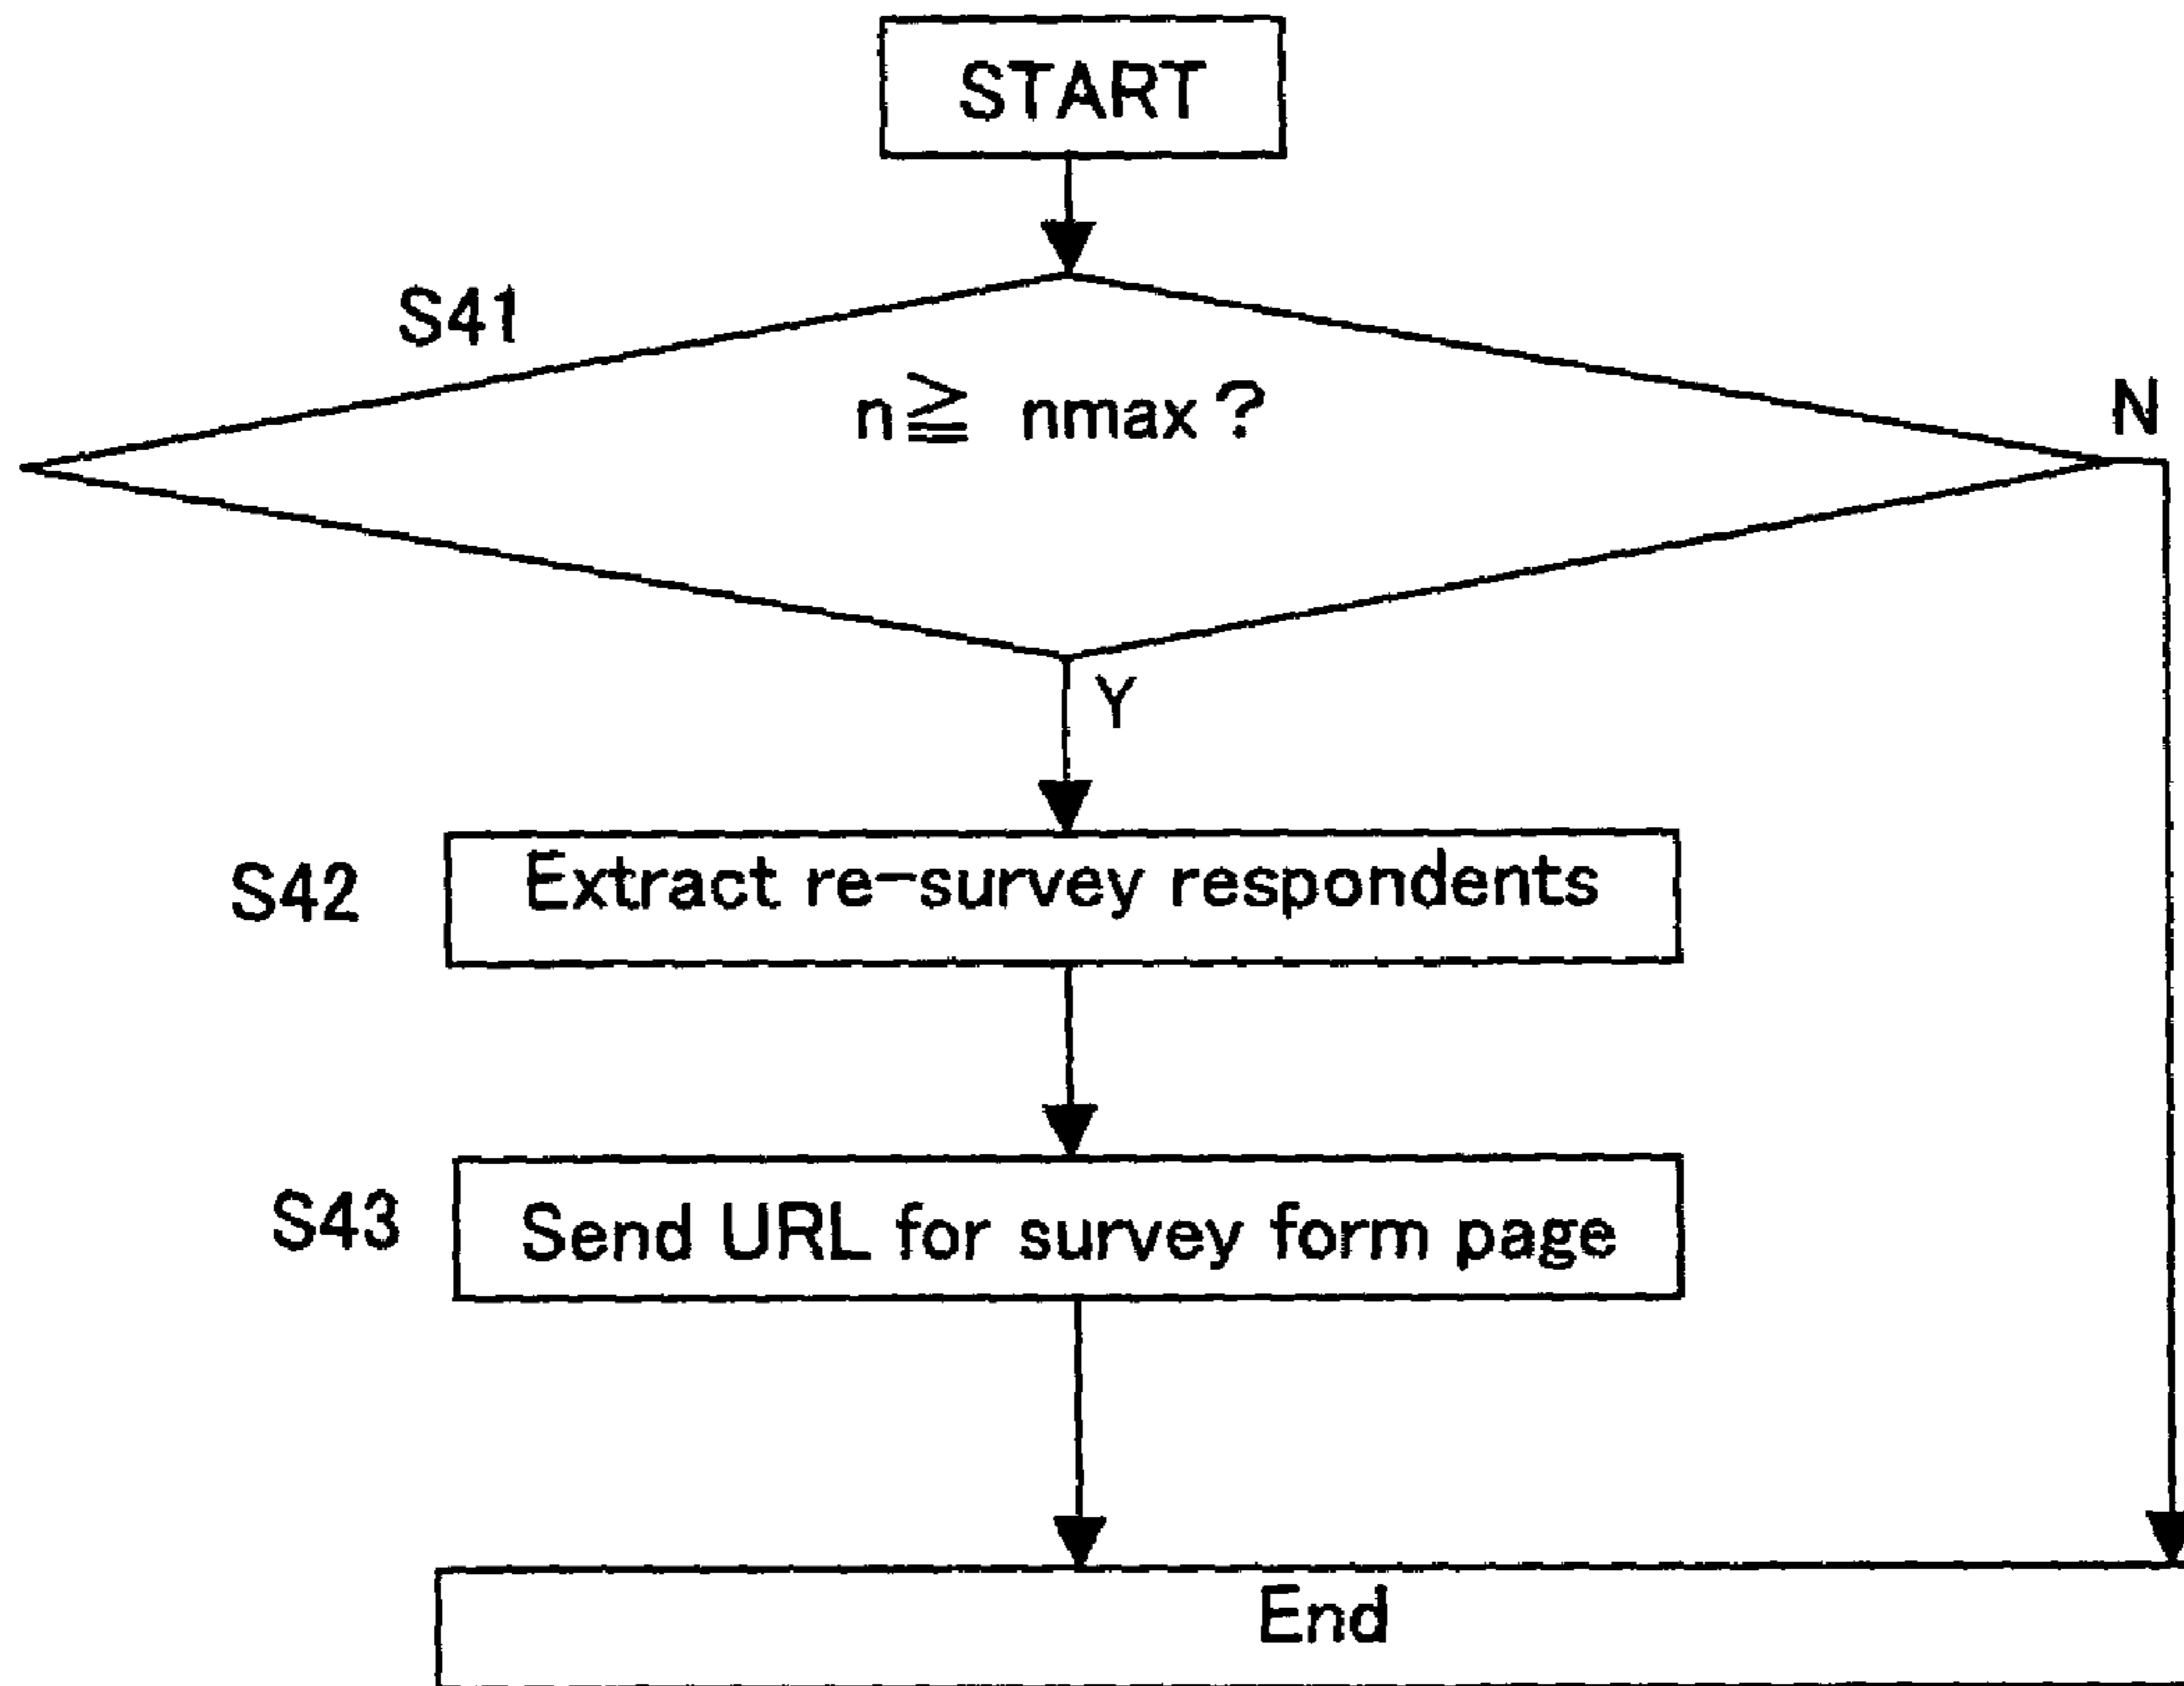 START
S41
n≧ nmax?
N
Y
S42
Extract re-survey respondents
S43
Send URL for survey form page
End